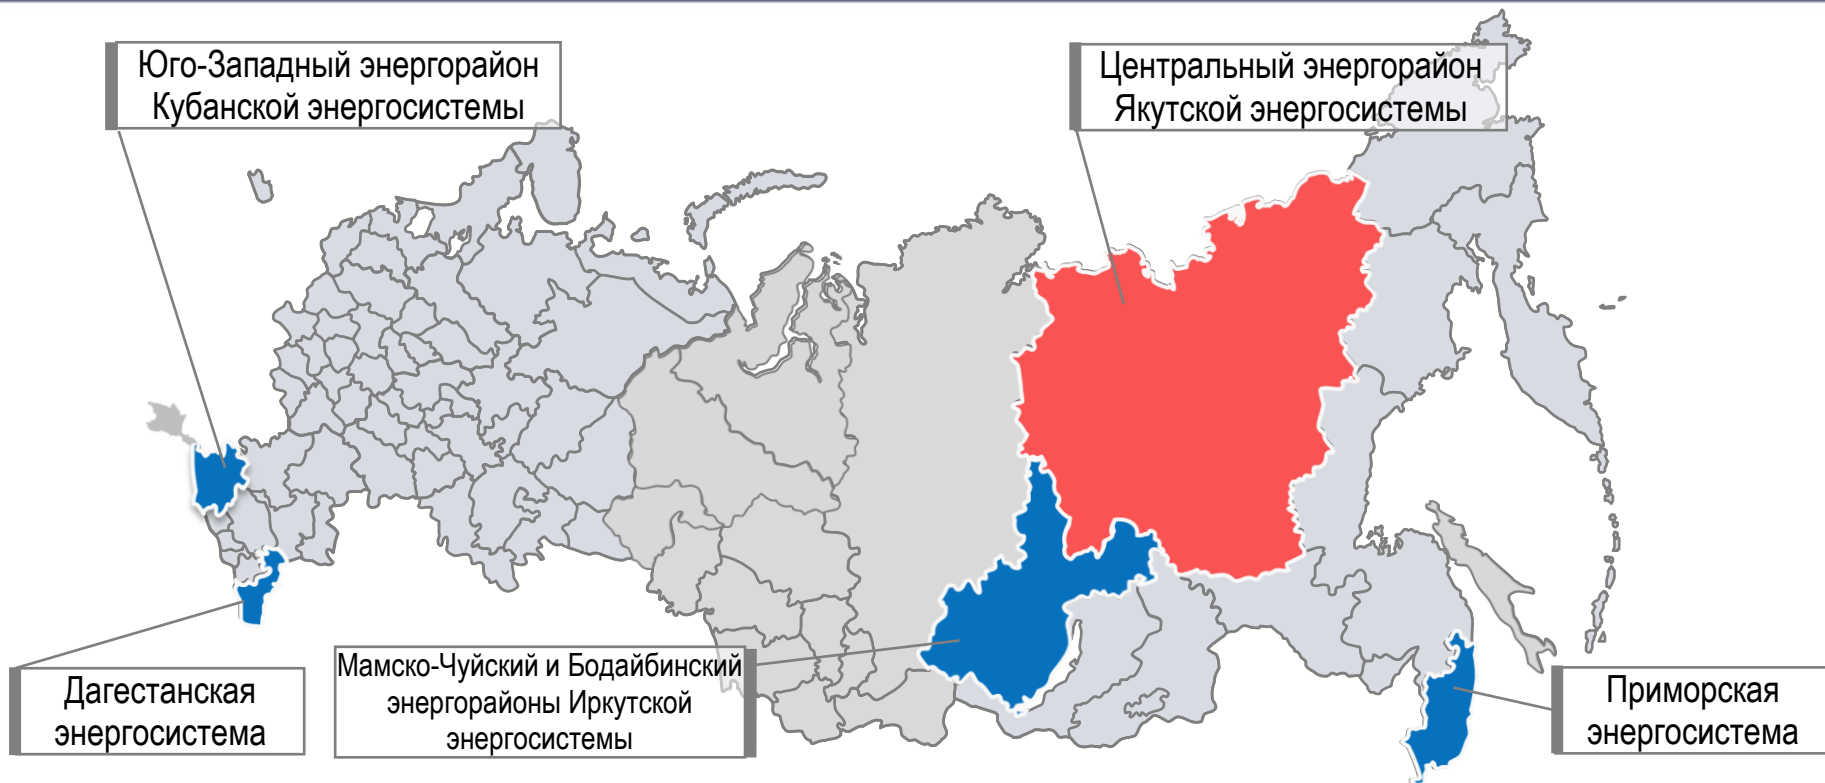 Юго-Западный энергорайон
Кубанской энергосистемы
Центральный энергорайон
Якутской энергосистемы
Дагестанская
энергосистема
Мамско-Чуйский и Бодайбинский
энергорайоны Иркутской
энергосистемы
Приморская
энергосистема